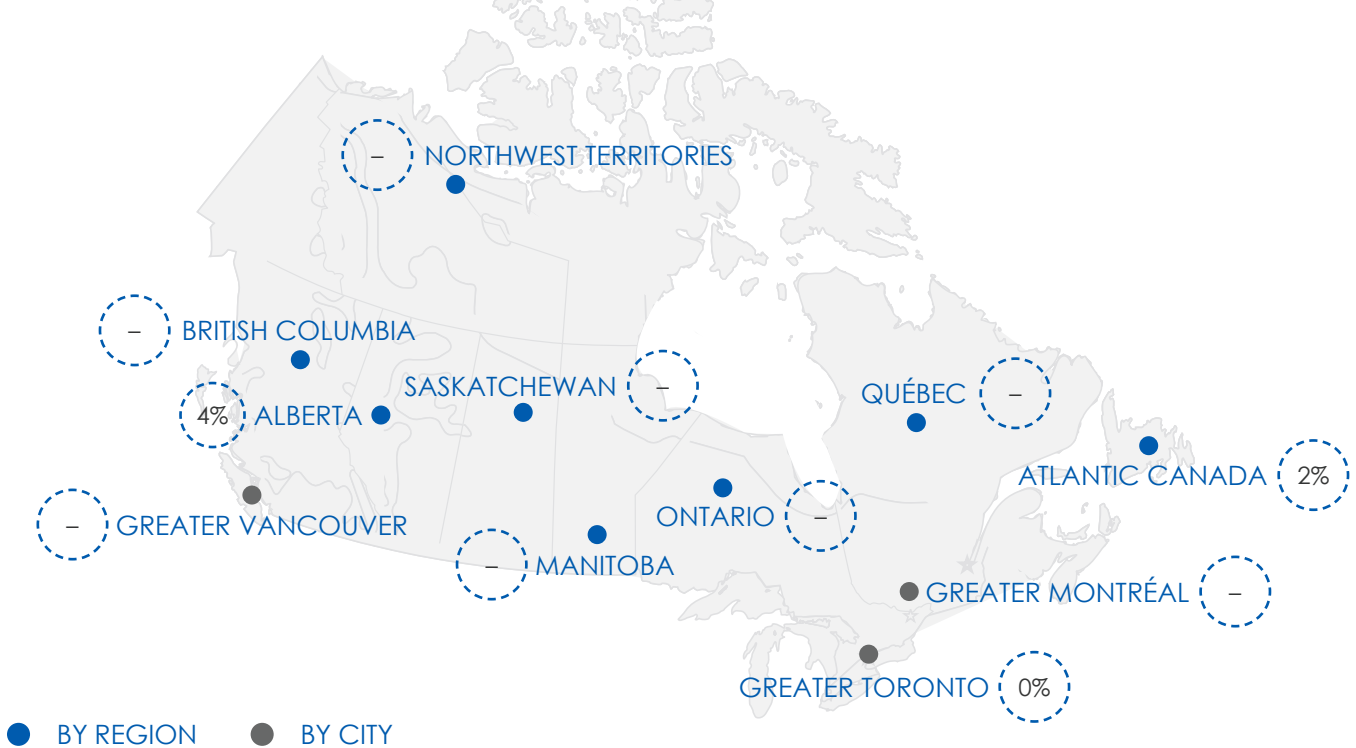 – NORTHWEST TERRITORIES
– BRITISH COLUMBIA
SASKATCHEWAN –
QUÉBEC –
4% ALBERTA
ATLANTIC CANADA 2%
– GREATER VANCOUVER
ONTARIO –
– MANITOBA
GREATER MONTRÉAL –
GREATER TORONTO 0%
BY REGION BY CITY